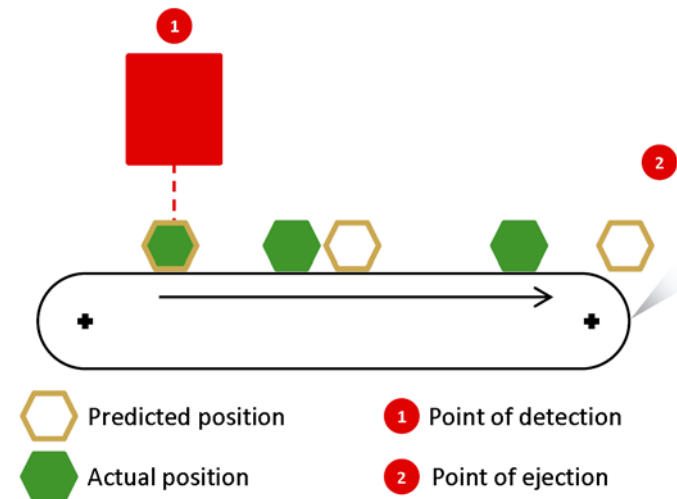 1
2
Predicted position
1 Point of detection
Actual position
2 Point of ejection